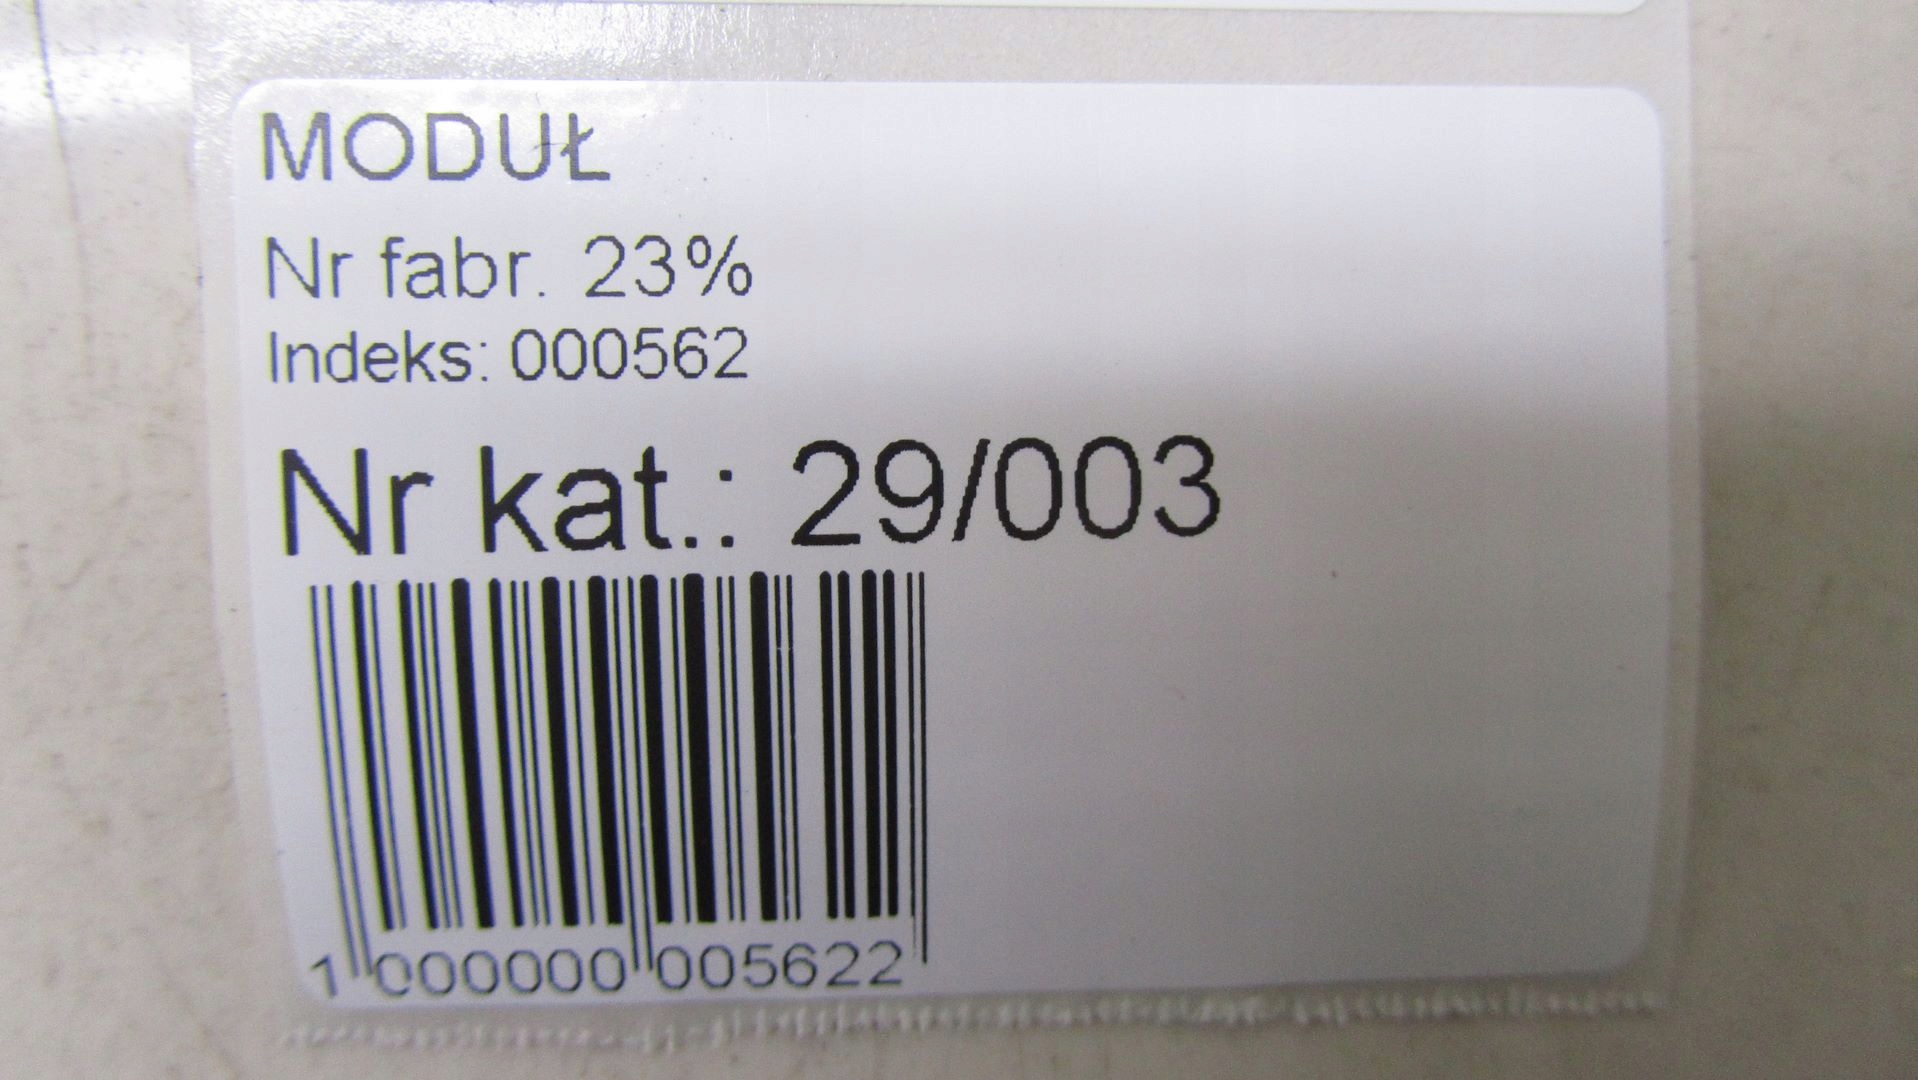 MODUŁ
Nr fabr. 23%
Indeks: 000562
Nr kat.: 29/003
1 000000 005622